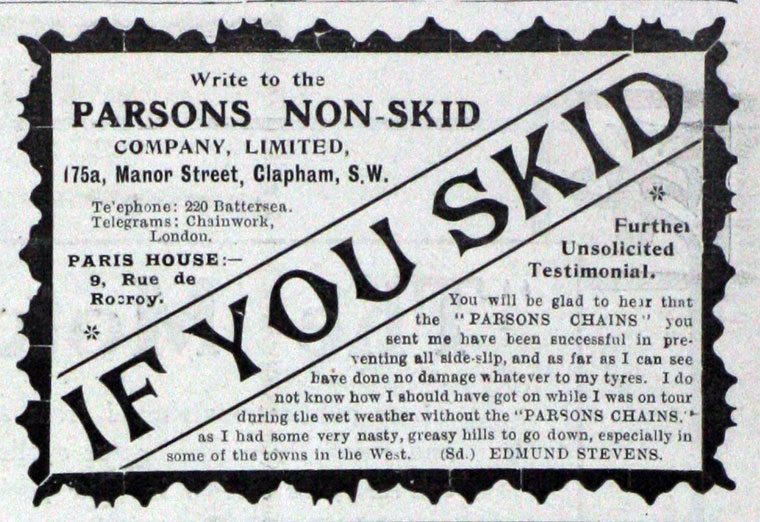 Write to the
PARSONS NON-SKID
COMPANY, LIMITED,
175a, Manor Street, Clapham, S.W.
Te'ephone: 220 Battersea.
Telegrams: Chainwork,
London.
PARIS HOUSE:—
9, Rue de
Rocroy.
IF YOU SKID
Further
Unsolicited
Testimonial.
You will be glad to hear that
the "PARSONS CHAINS" you
sent me have been successful in pre-
venting all side-slip, and as far as I can see
have done no damage whatever to my tyres. I do
not know how I should have got on while I was on tour
during the wet weather without the "PARSONS CHAINS."
as I had some very nasty, greasy hills to go down, especially in
some of the towns in the West. (Sd.) EDMUND STEVENS.